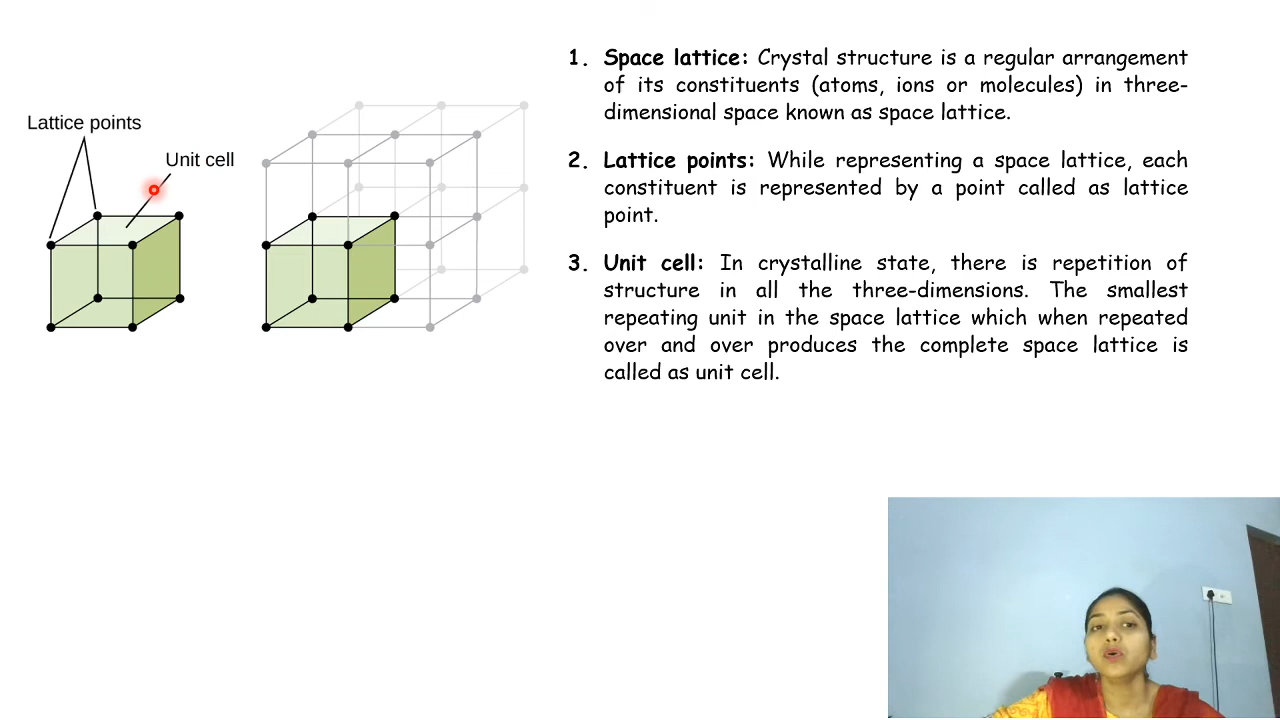 Lattice points
Unit cell
1. Space lattice: Crystal structure is a regular arrangement
of its constituents (atoms, ions or molecules) in three-
dimensional space known as space lattice.
2. Lattice points: While representing a space lattice, each
constituent is represented by a point called as lattice
point.
3. Unit cell: In crystalline state, there is repetition of
structure in all the three-dimensions. The smallest
repeating unit in the space lattice which when repeated
over and over produces the complete space lattice is
called as unit cell.